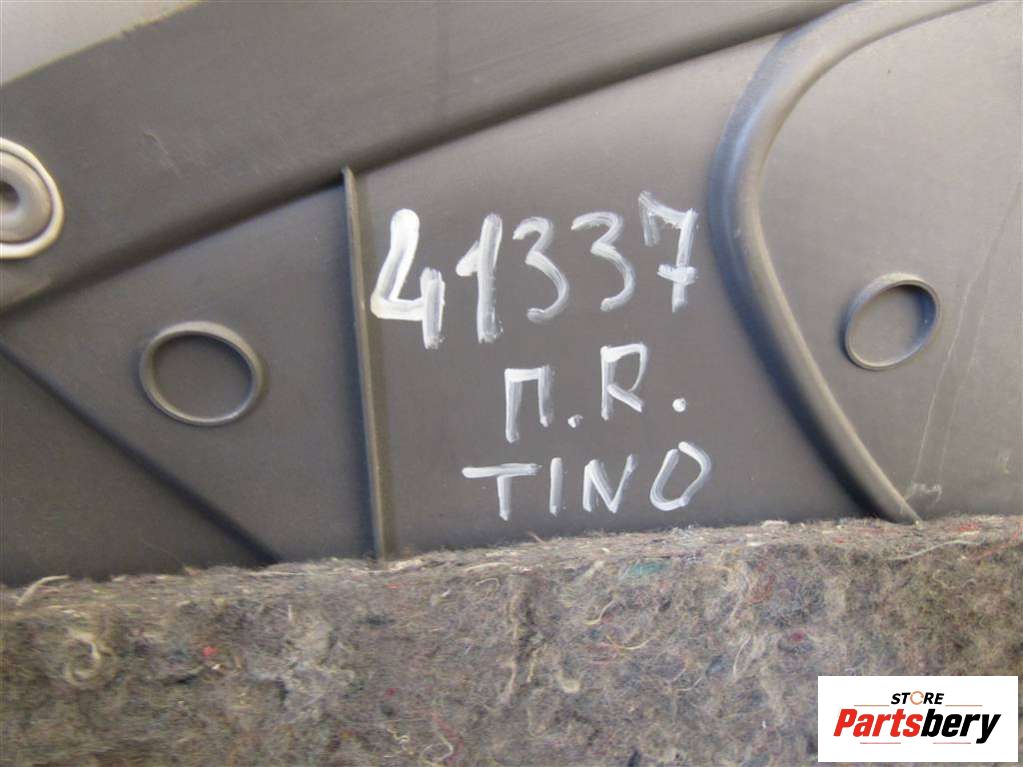 41337
П.R.
TINO
STORE
Partsbery